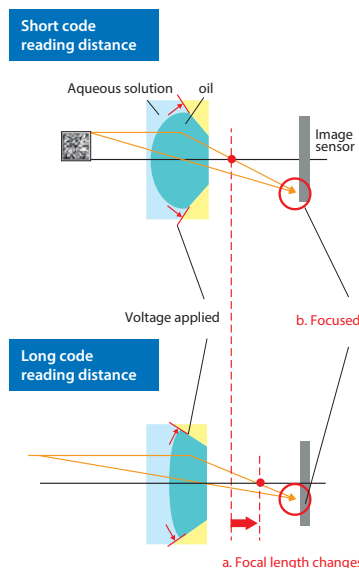 Short code
reading distance
Aqueous solution
oil
Image
sensor
Voltage applied
b. Focused
Long code
reading distance
a. Focal length changes